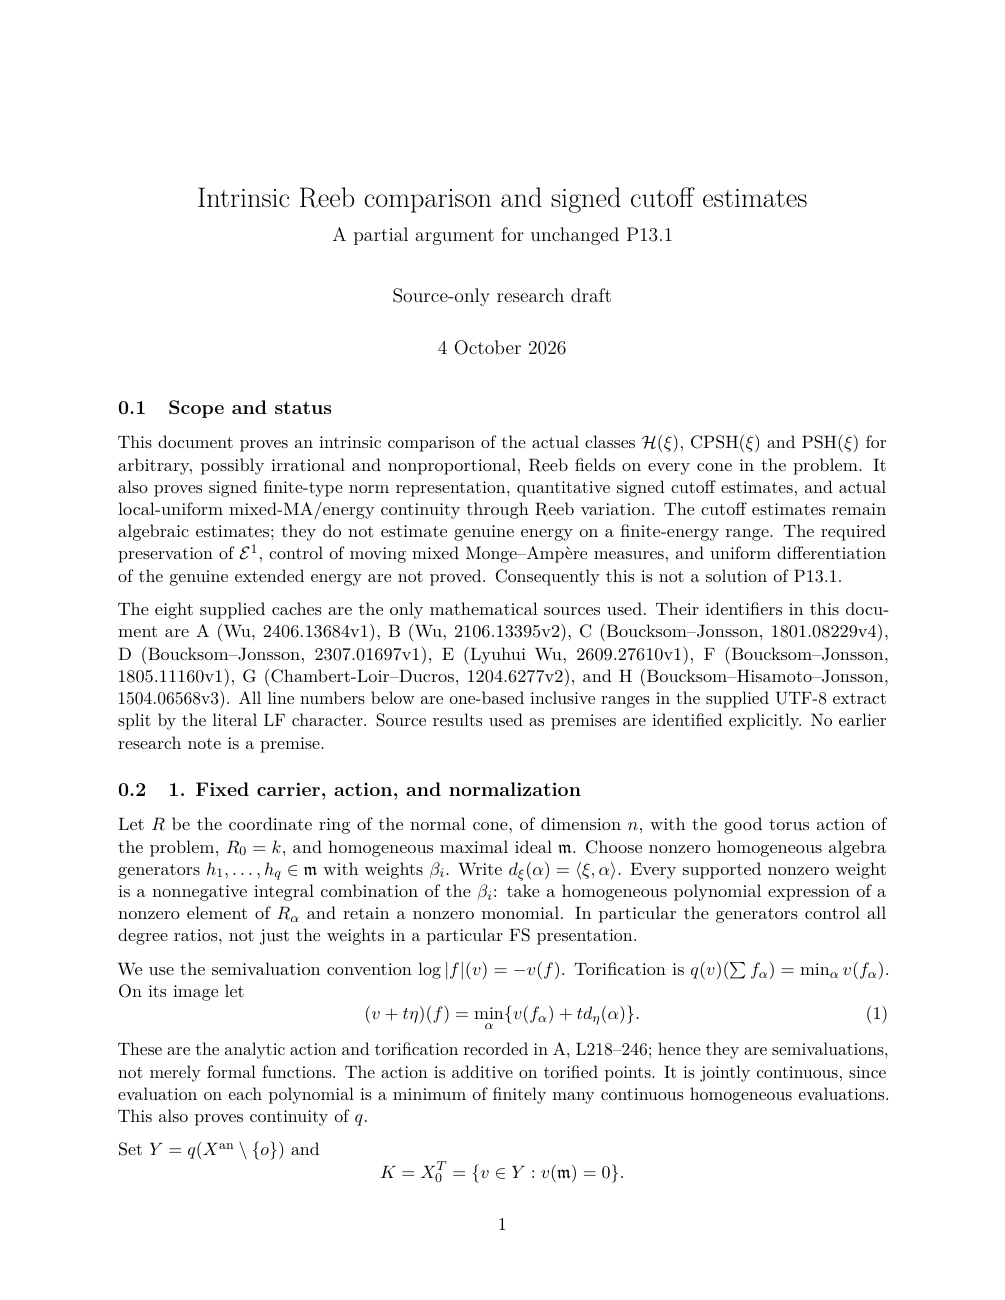 Intrinsic Reeb comparison and signed cutoff estimates
A partial argument for unchanged P13.1
Source-only research draft
4 October 2026
0.1 Scope and status
This document proves an intrinsic comparison of the actual classes ℋ(ξ), CPSH(ξ) and PSH(ξ) for
arbitrary, possibly irrational and nonproportional, Reeb fields on every cone in the problem. It
also proves signed finite-type norm representation, quantitative signed cutoff estimates, and actual
local-uniform mixed-MA/energy continuity through Reeb variation. The cutoff estimates remain
algebraic estimates; they do not estimate genuine energy on a finite-energy range. The required
preservation of ℰ¹, control of moving mixed Monge–Ampère measures, and uniform differentiation
of the genuine extended energy are not proved. Consequently this is not a solution of P13.1.
The eight supplied caches are the only mathematical sources used. Their identifiers in this docu-
ment are A (Wu, 2406.13684v1), B (Wu, 2106.13395v2), C (Boucksom–Jonsson, 1801.08229v4),
D (Boucksom–Jonsson, 2307.01697v1), E (Lyuhui Wu, 2609.27610v1), F (Boucksom–Jonsson,
1805.11160v1), G (Chambert-Loir–Ducros, 1204.6277v2), and H (Boucksom–Hisamoto–Jonsson,
1504.06568v3). All line numbers below are one-based inclusive ranges in the supplied UTF-8 extract
split by the literal LF character. Source results used as premises are identified explicitly. No earlier
research note is a premise.
0.2 1. Fixed carrier, action, and normalization
Let R be the coordinate ring of the normal cone, of dimension n, with the good torus action of
the problem, R₀ = k, and homogeneous maximal ideal 𝔪. Choose nonzero homogeneous algebra
generators h₁, . . . , h_q ∈ 𝔪 with weights β_i. Write d_ξ(α) = ⟨ξ, α⟩. Every supported nonzero weight
is a nonnegative integral combination of the β_i: take a homogeneous polynomial expression of a
nonzero element of R_α and retain a nonzero monomial. In particular the generators control all
degree ratios, not just the weights in a particular FS presentation.
We use the semivaluation convention log |f|(v) = −v(f). Torification is q(v)(∑ f_α) = min_α v(f_α).
On its image let
(v + tη)(f) = min_α{v(f_α) + td_η(α)}. (1)
These are the analytic action and torification recorded in A, L218–246; hence they are semivaluations,
not merely formal functions. The action is additive on torified points. It is jointly continuous, since
evaluation on each polynomial is a minimum of finitely many continuous homogeneous evaluations.
This also proves continuity of q.
Set Y = q(X^an \ {o}) and
K = X_0^T = {v ∈ Y : v(𝔪) = 0}.
1